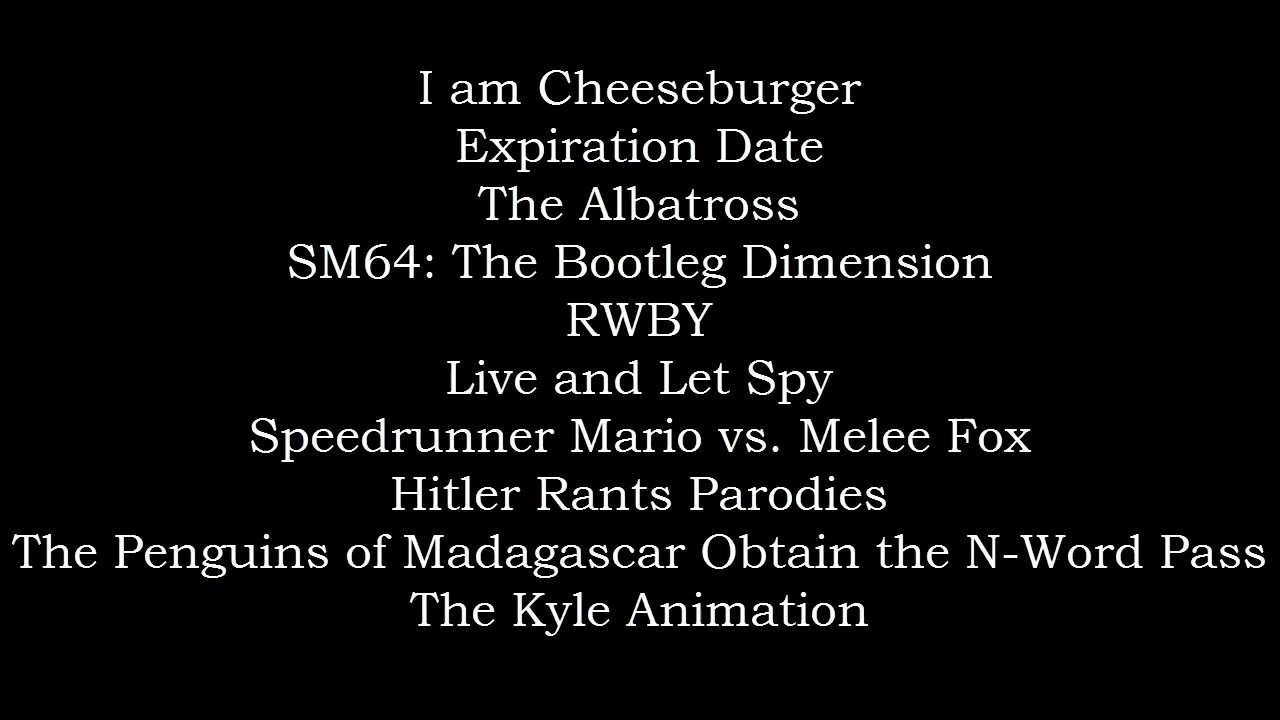 I am Cheeseburger
Expiration Date
The Albatross
SM64: The Bootleg Dimension
RWBY
Live and Let Spy
Speedrunner Mario vs. Melee Fox
Hitler Rants Parodies
The Penguins of Madagascar Obtain the N-Word Pass
The Kyle Animation